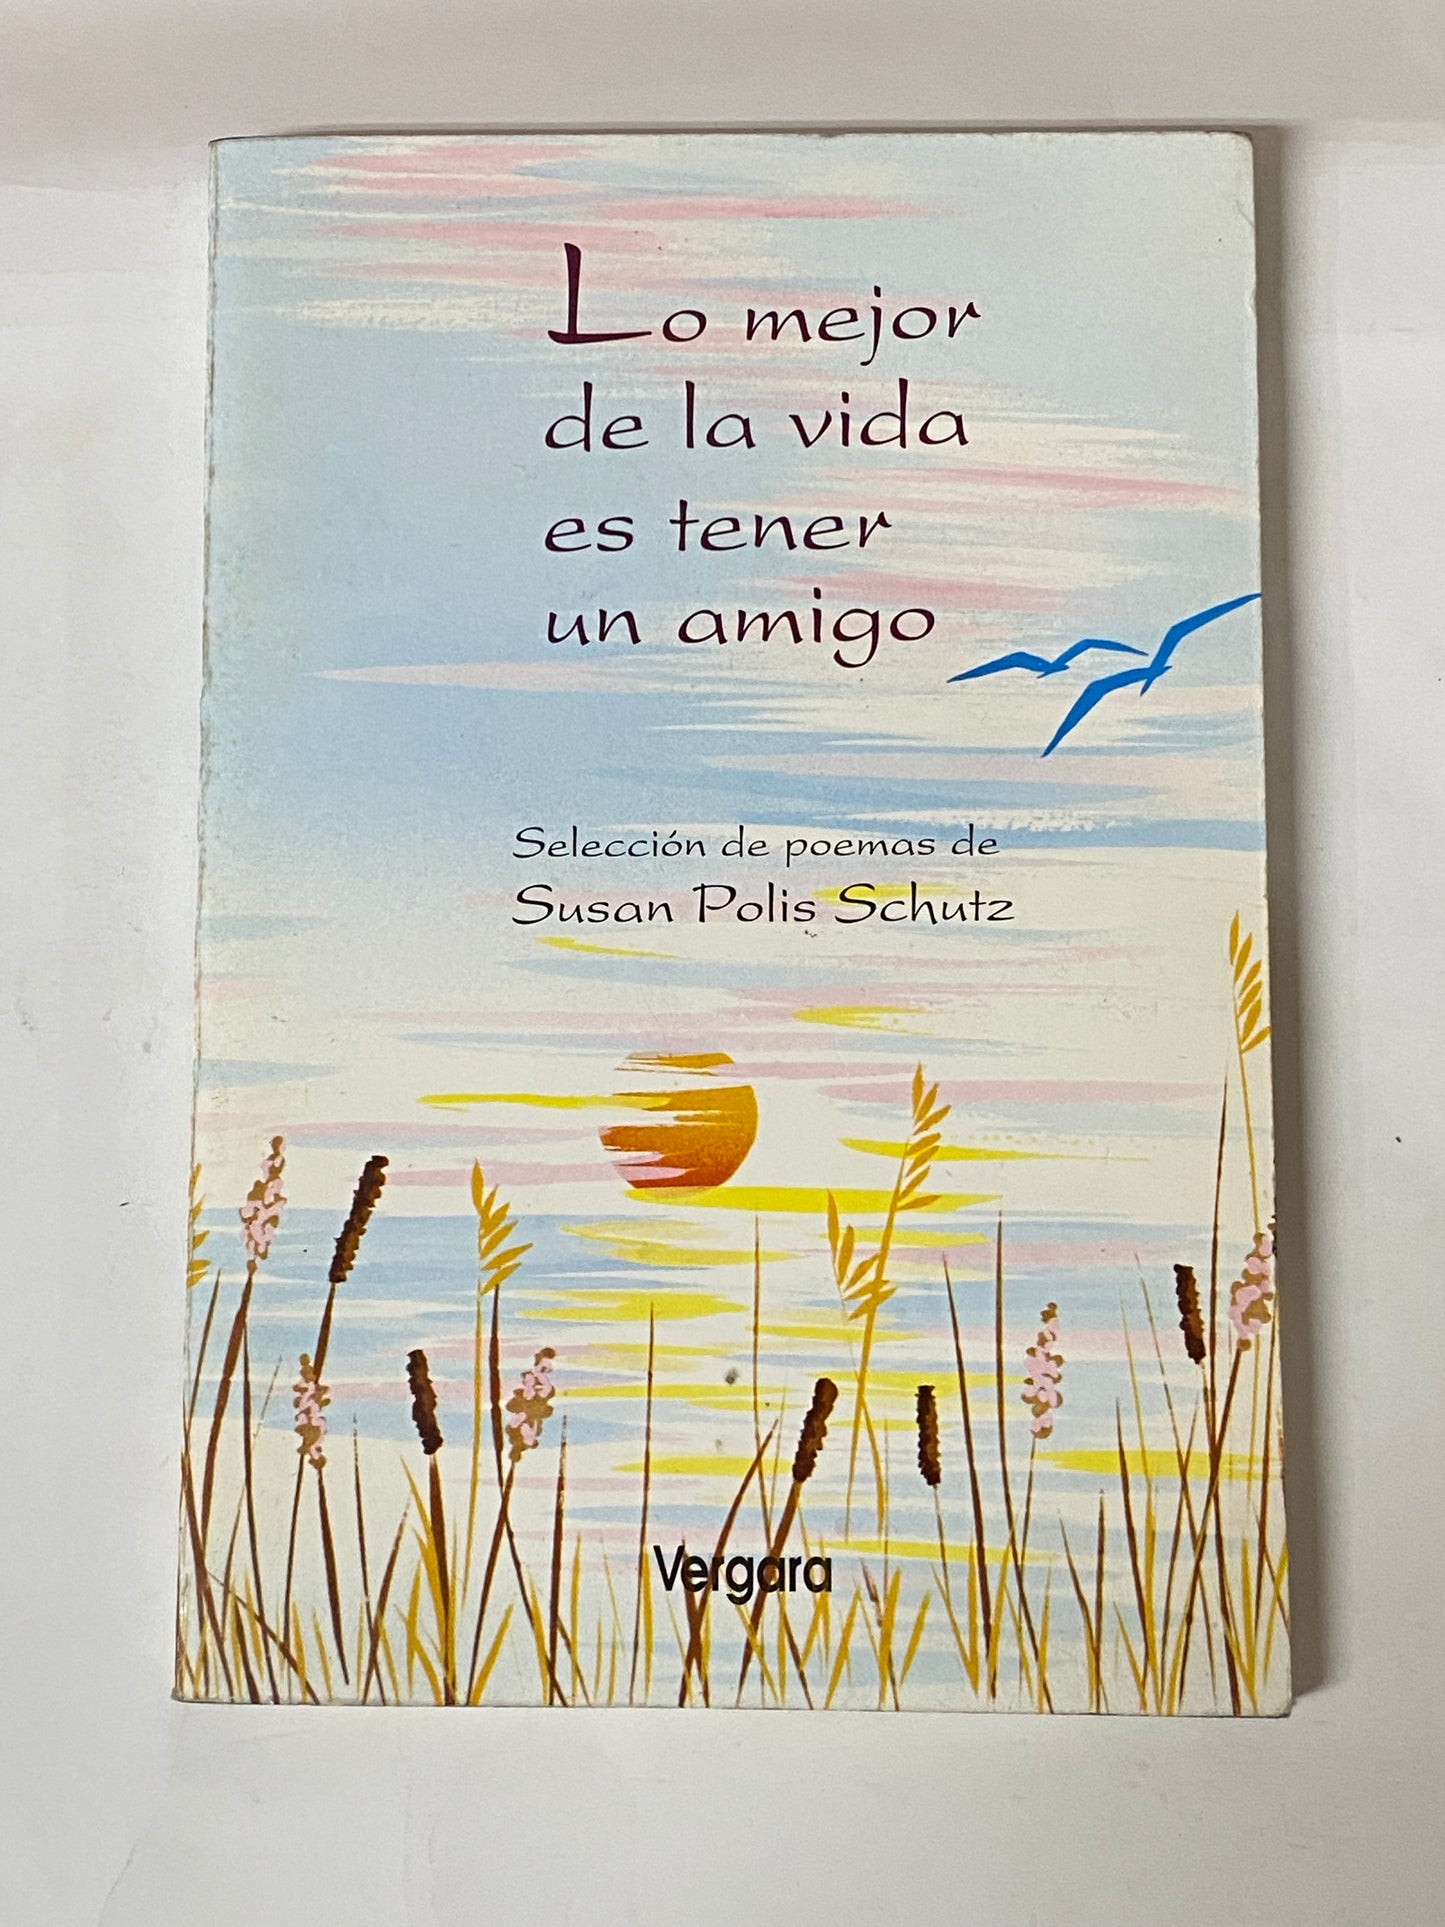 Lo mejor
de la vida
es tener
un amigo
Selección de poemas de
Susan Polis Schutz
Vergara